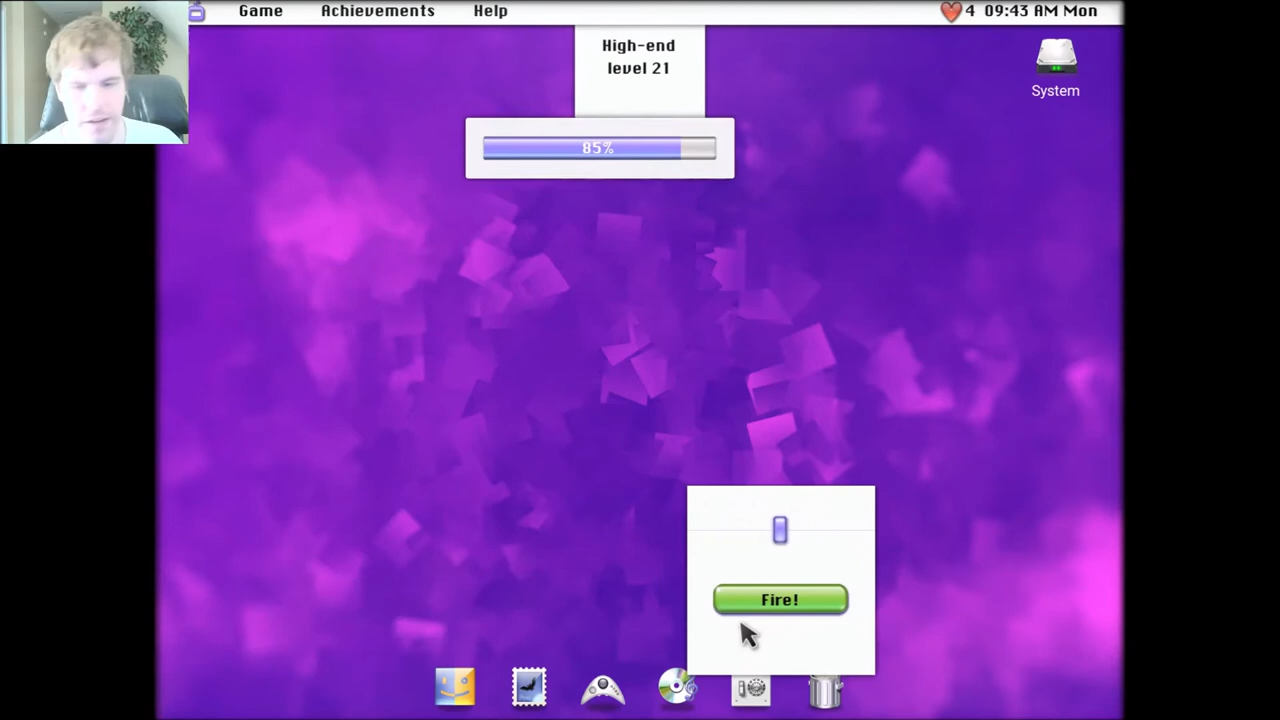 Game Achievements Help 4 09:43 AM Mon
High-end
level 21
System
85%
Fire!